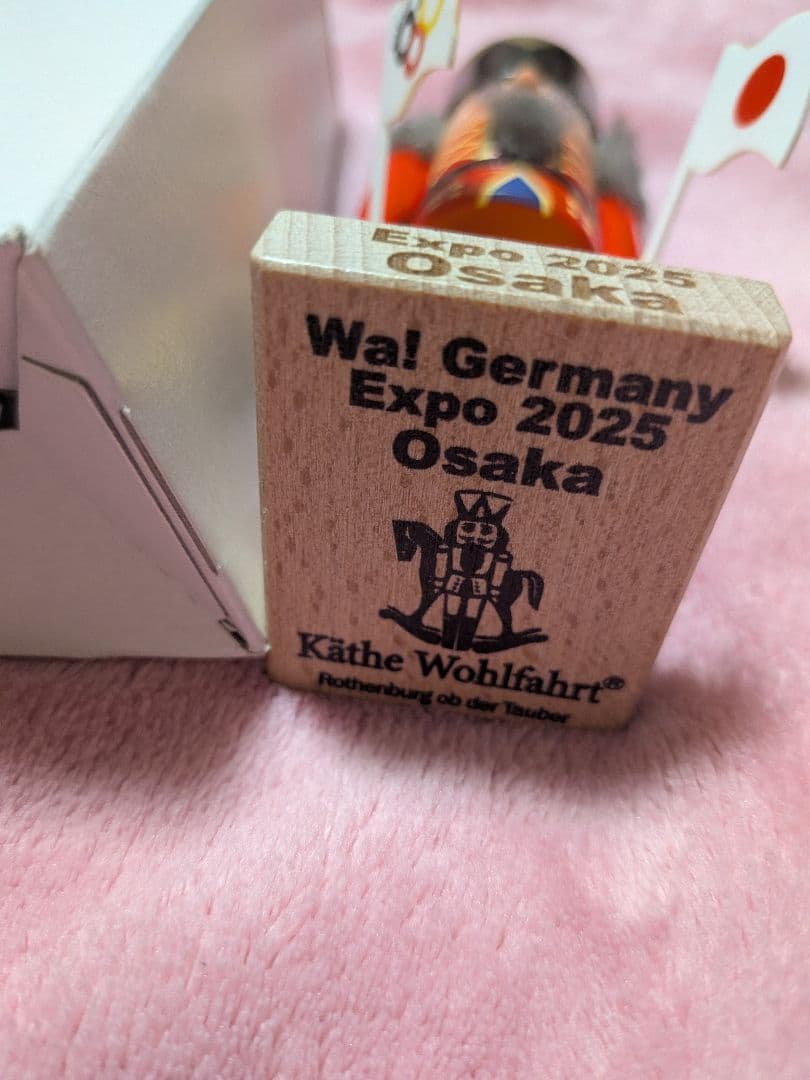 Expo 2025
Osaka
Wa! Germany
Expo 2025
Osaka
Käthe Wohlfahrt®
Rothenburg ob der Tauber